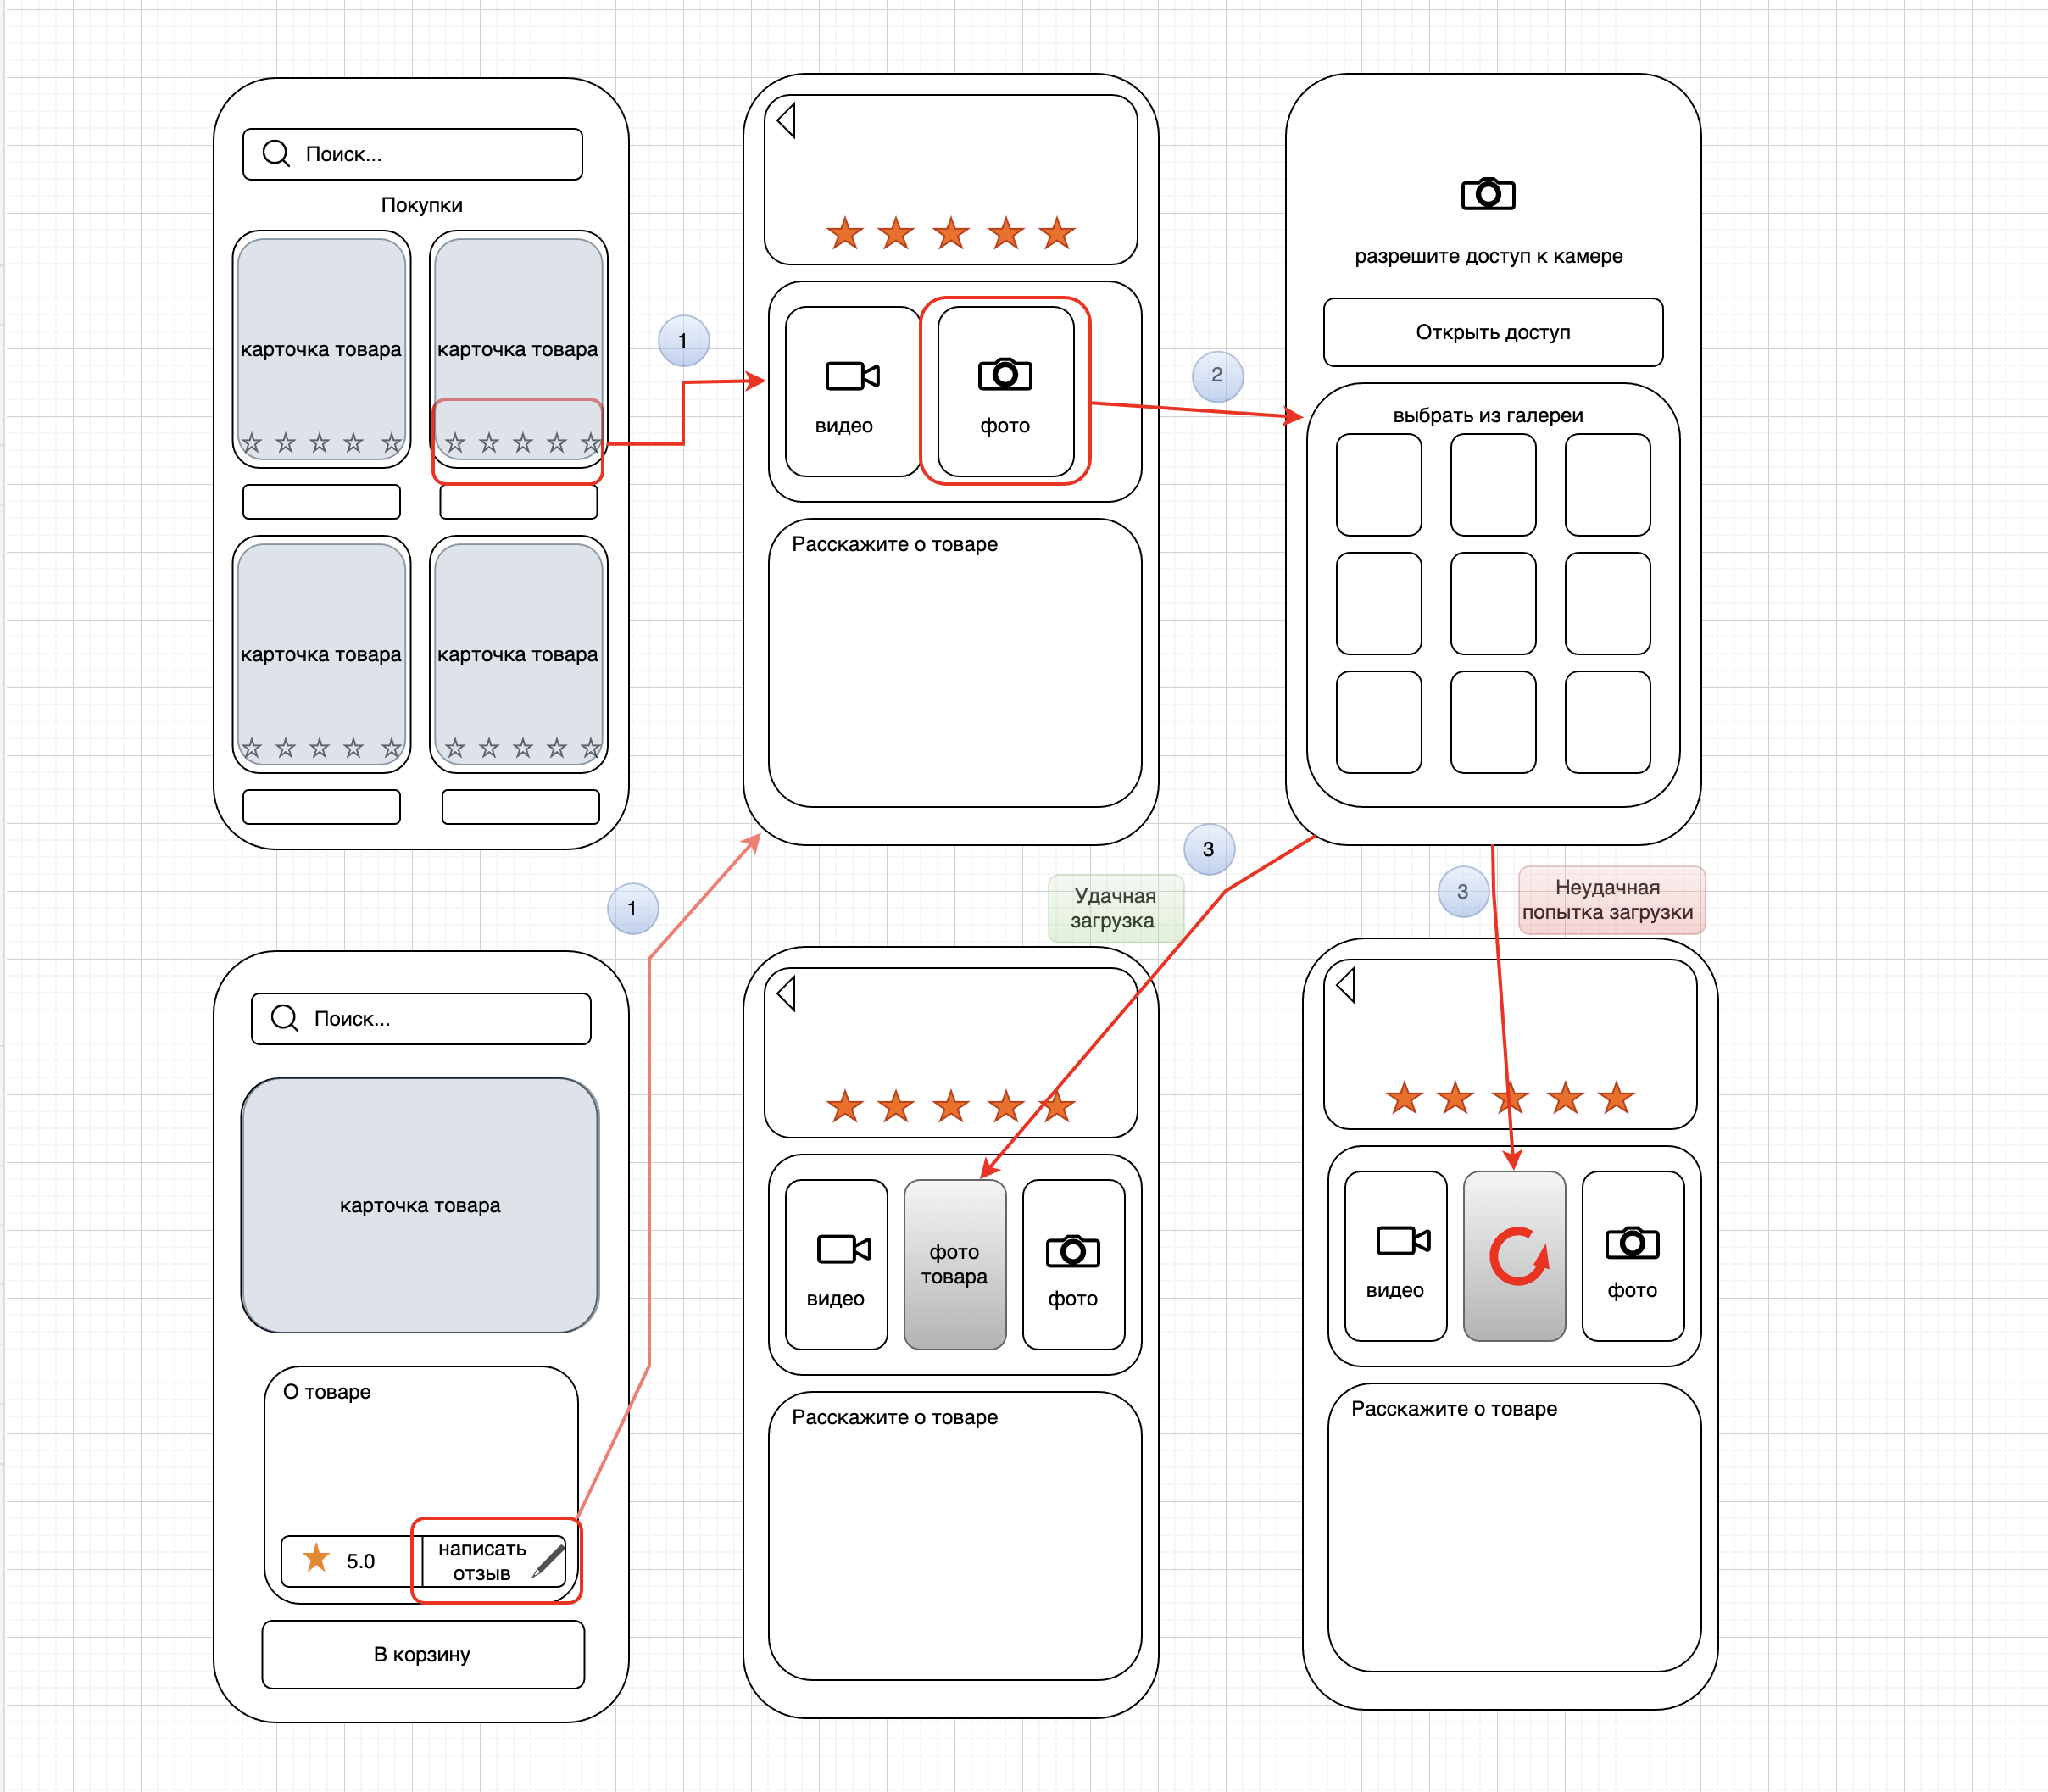 Поиск...
Покупки
карточка товара
карточка товара
карточка товара
карточка товара
1
видео
фото
Расскажите о товаре
2
разрешите доступ к камере
Открыть доступ
выбрать из галереи
1
3
Удачная
загрузка
3
Неудачная
попытка загрузки
Поиск...
карточка товара
О товаре
5.0
написать
отзыв
В корзину
видео
фото
товара
фото
Расскажите о товаре
видео
фото
Расскажите о товаре